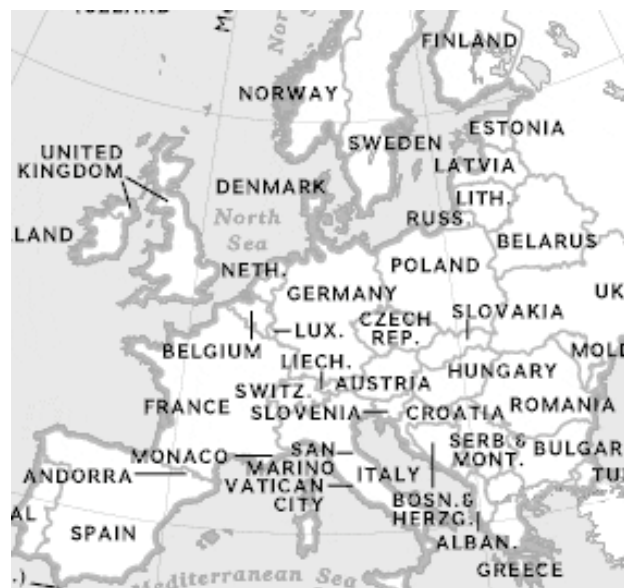 FINLAND
NORWAY
SWEDEN
ESTONIA
UNITED
KINGDOM
LATVIA
DENMARK
LITH.
North
Sea
RUSS
LAND
BELARUS
NETH.
POLAND
GERMANY
UK
SLOVAKIA
CZECH
REP.
LUX.
BELGIUM
LIECH.
MOLD
HUNGARY
AUSTRIA
SWITZ.
FRANCE
SLOVENIA
CROATIA
ROMANIA
SERB &
MONT.
BULGAR
MONACO
SAN
MARINO
ANDORRA
ITALY
VATICAN
CITY
TU
BOSN. &
HERZG.
AL
SPAIN
ALBAN.
GREECE
Mediterranean Sea
.)